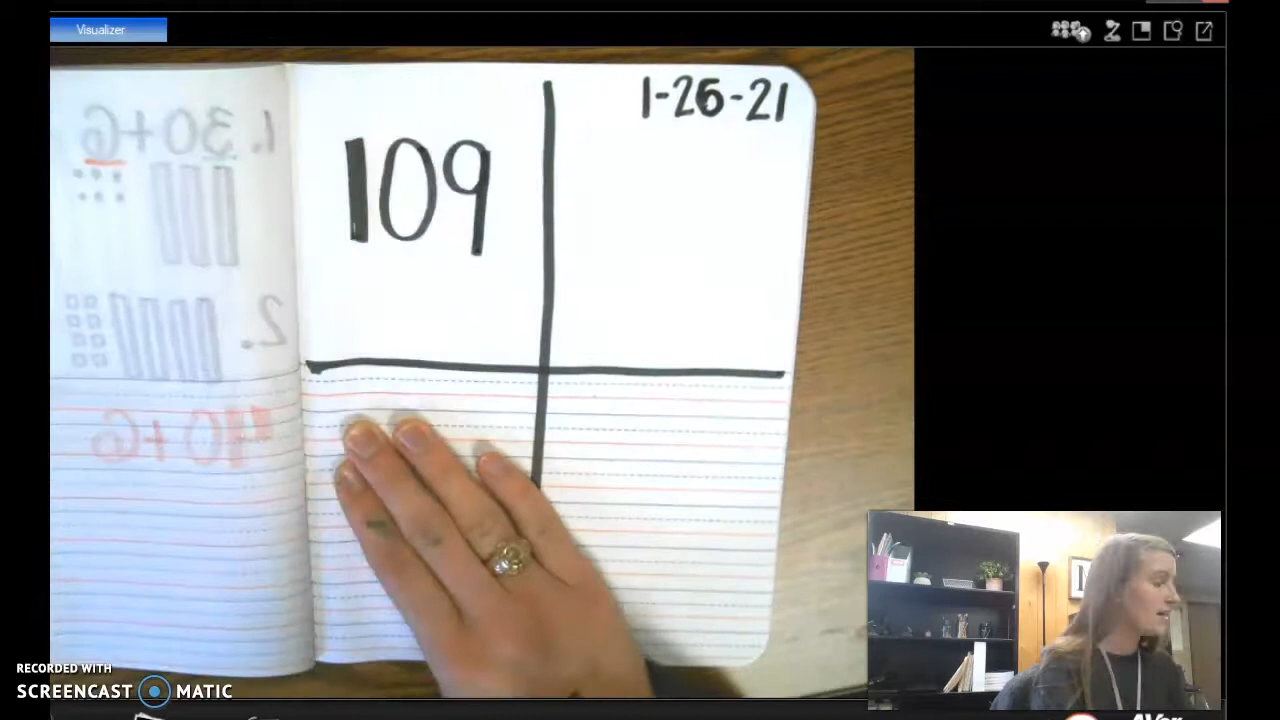 Visualizer
1-26-21
109
1. 30+6
2.
40+6
RECORDED WITH
SCREENCAST MATIC